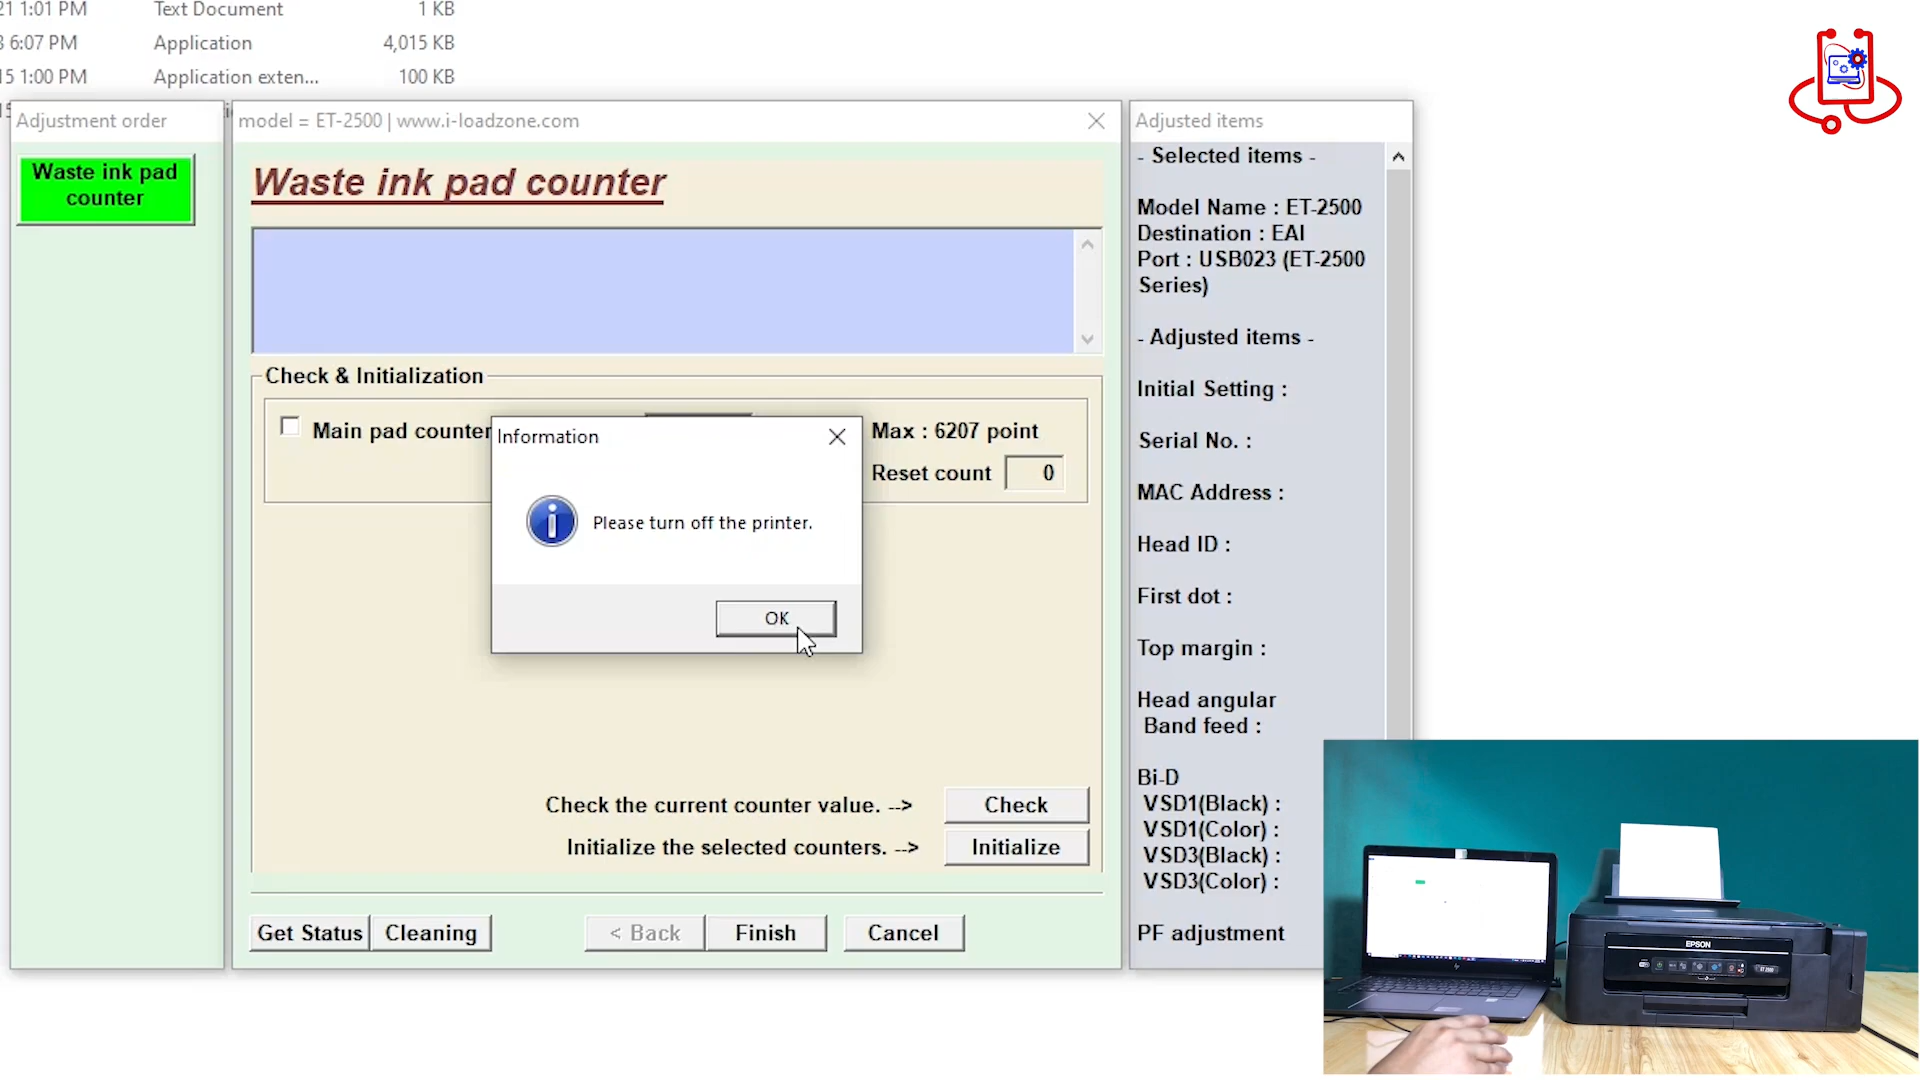 21 1:01 PM Text Document 1 KB
6:07 PM Application 4,015 KB
15 1:00 PM Application exten... 100 KB
Adjustment order
Waste ink pad
counter
model = ET-2500 | www.i-loadzone.com
Waste ink pad counter
Check & Initialization
Main pad counter
Max : 6207 point
Reset count 0
Information
Please turn off the printer.
OK
Check the current counter value. -->
Check
Initialize the selected counters. -->
Initialize
Get Status
Cleaning
< Back
Finish
Cancel
Adjusted items
- Selected items -
Model Name : ET-2500
Destination : EAI
Port : USB023 (ET-2500
Series)
- Adjusted items -
Initial Setting :
Serial No. :
MAC Address :
Head ID :
First dot :
Top margin :
Head angular
Band feed :
Bi-D
VSD1(Black) :
VSD1(Color) :
VSD3(Black) :
VSD3(Color) :
PF adjustment
EPSON